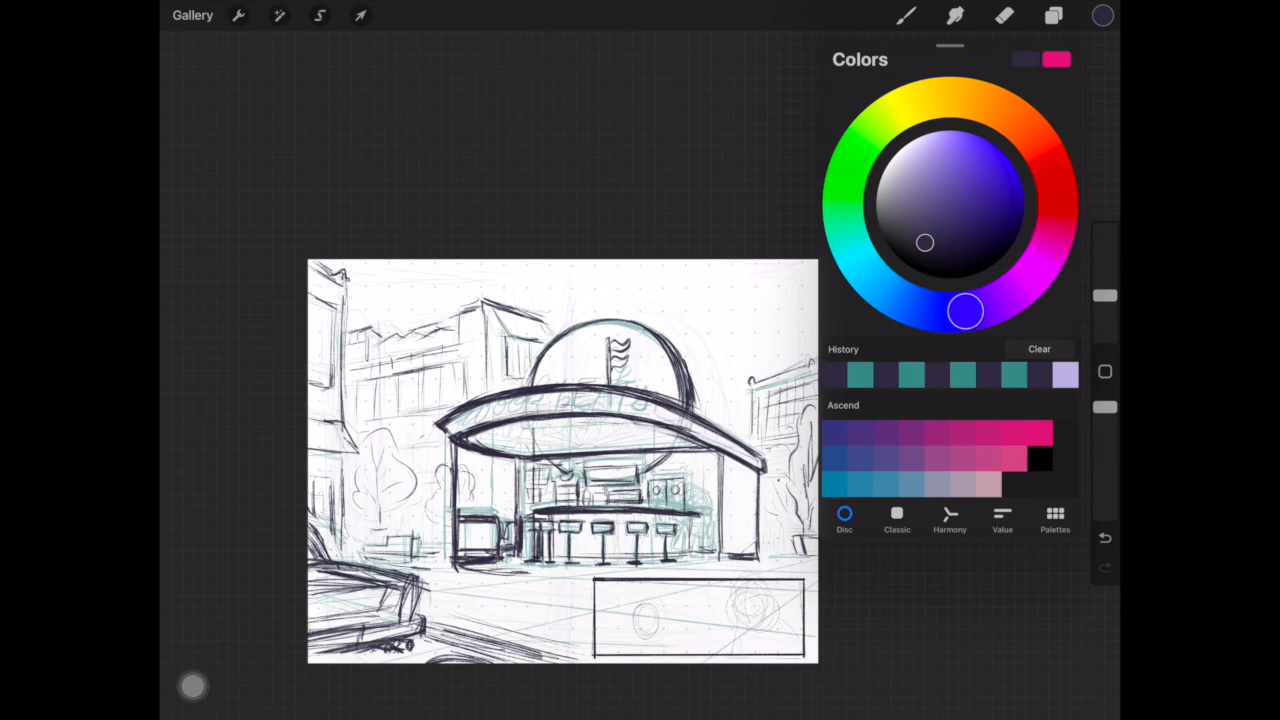 Gallery
Colors
History
Clear
Ascend
Disc
Classic
Harmony
Value
Palettes